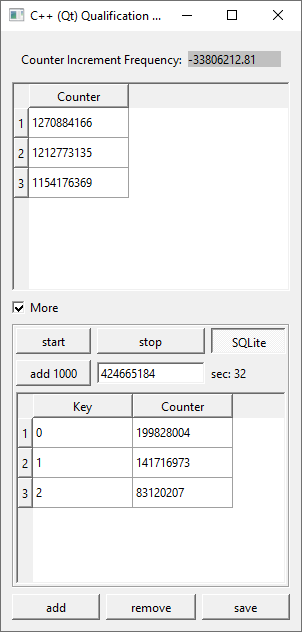 C++ (Qt) Qualification ...
Counter Increment Frequency: -33806212.81
Counter
1 1270884166
2 1212773135
3 1154176369
More
start stop SQLite
add 1000 424665184 sec: 32
Key Counter
1 0 199828004
2 1 141716973
3 2 83120207
add remove save